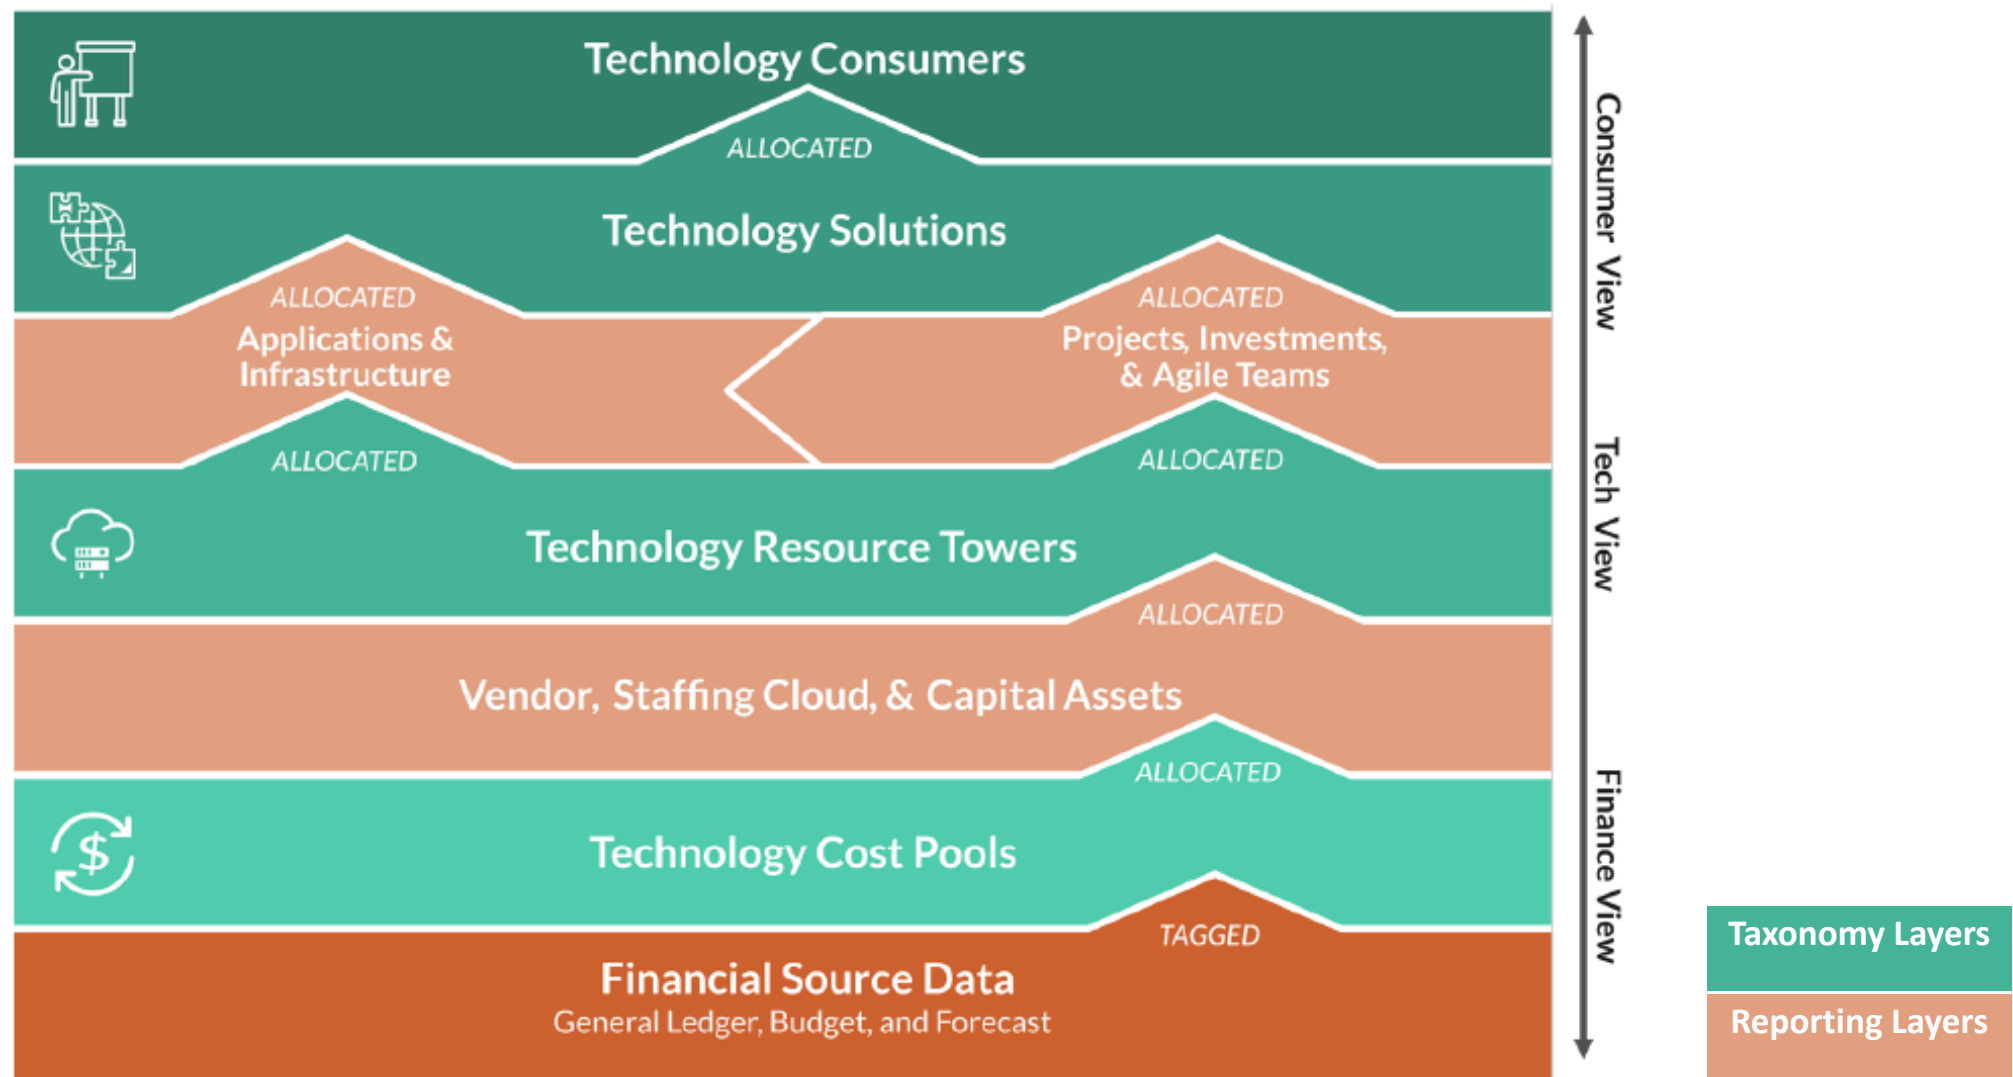 Technology Consumers
ALLOCATED
Technology Solutions
ALLOCATED
Applications &
Infrastructure
ALLOCATED
Projects, Investments,
& Agile Teams
ALLOCATED
ALLOCATED
Technology Resource Towers
ALLOCATED
Vendor, Staffing Cloud, & Capital Assets
ALLOCATED
Technology Cost Pools
TAGGED
Financial Source Data
General Ledger, Budget, and Forecast
Consumer View
Tech View
Finance View
Taxonomy Layers
Reporting Layers